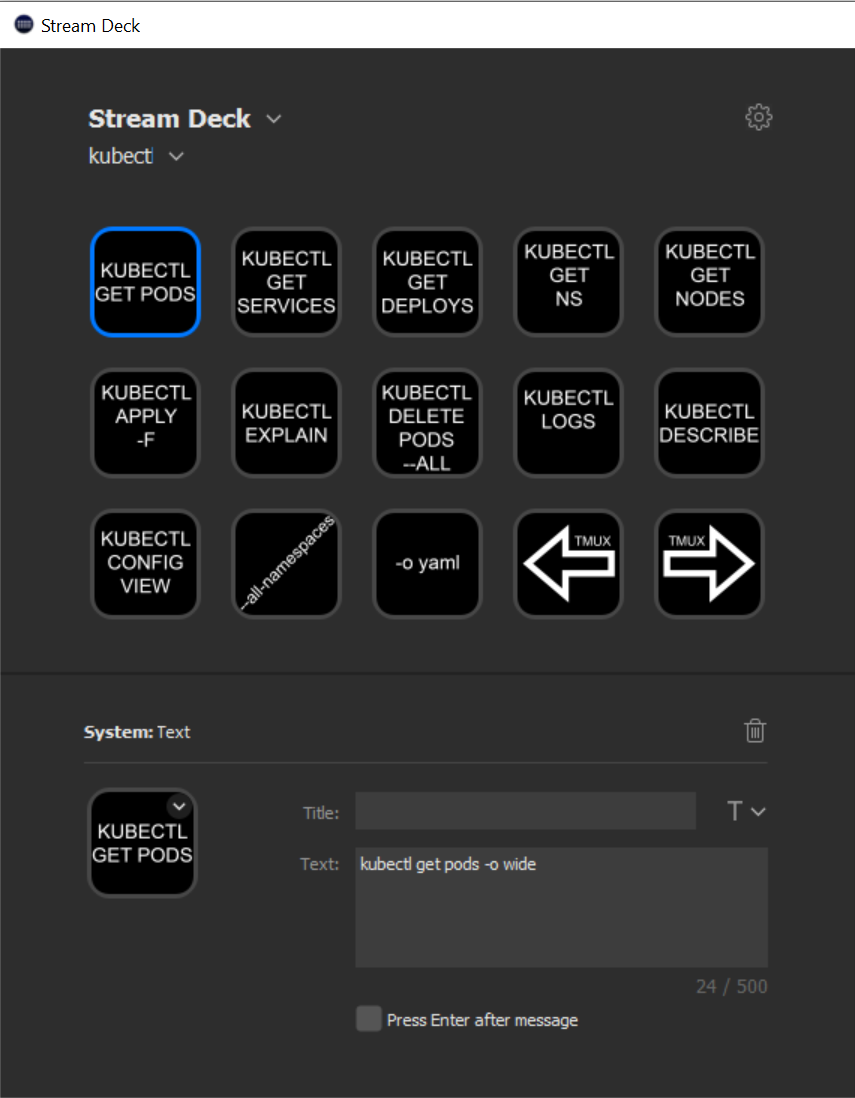 Stream Deck
Stream Deck
kubectl
KUBECTL
GET PODS
KUBECTL
GET
SERVICES
KUBECTL
GET
DEPLOYS
KUBECTL
GET
NS
KUBECTL
GET
NODES
KUBECTL
APPLY
-F
KUBECTL
EXPLAIN
KUBECTL
DELETE
PODS
--ALL
KUBECTL
LOGS
KUBECTL
DESCRIBE
KUBECTL
CONFIG
VIEW
--all-namespaces
-o yaml
TMUX
TMUX
System: Text
KUBECTL
GET PODS
Title:
T
Text:
kubectl get pods -o wide
24 / 500
Press Enter after message